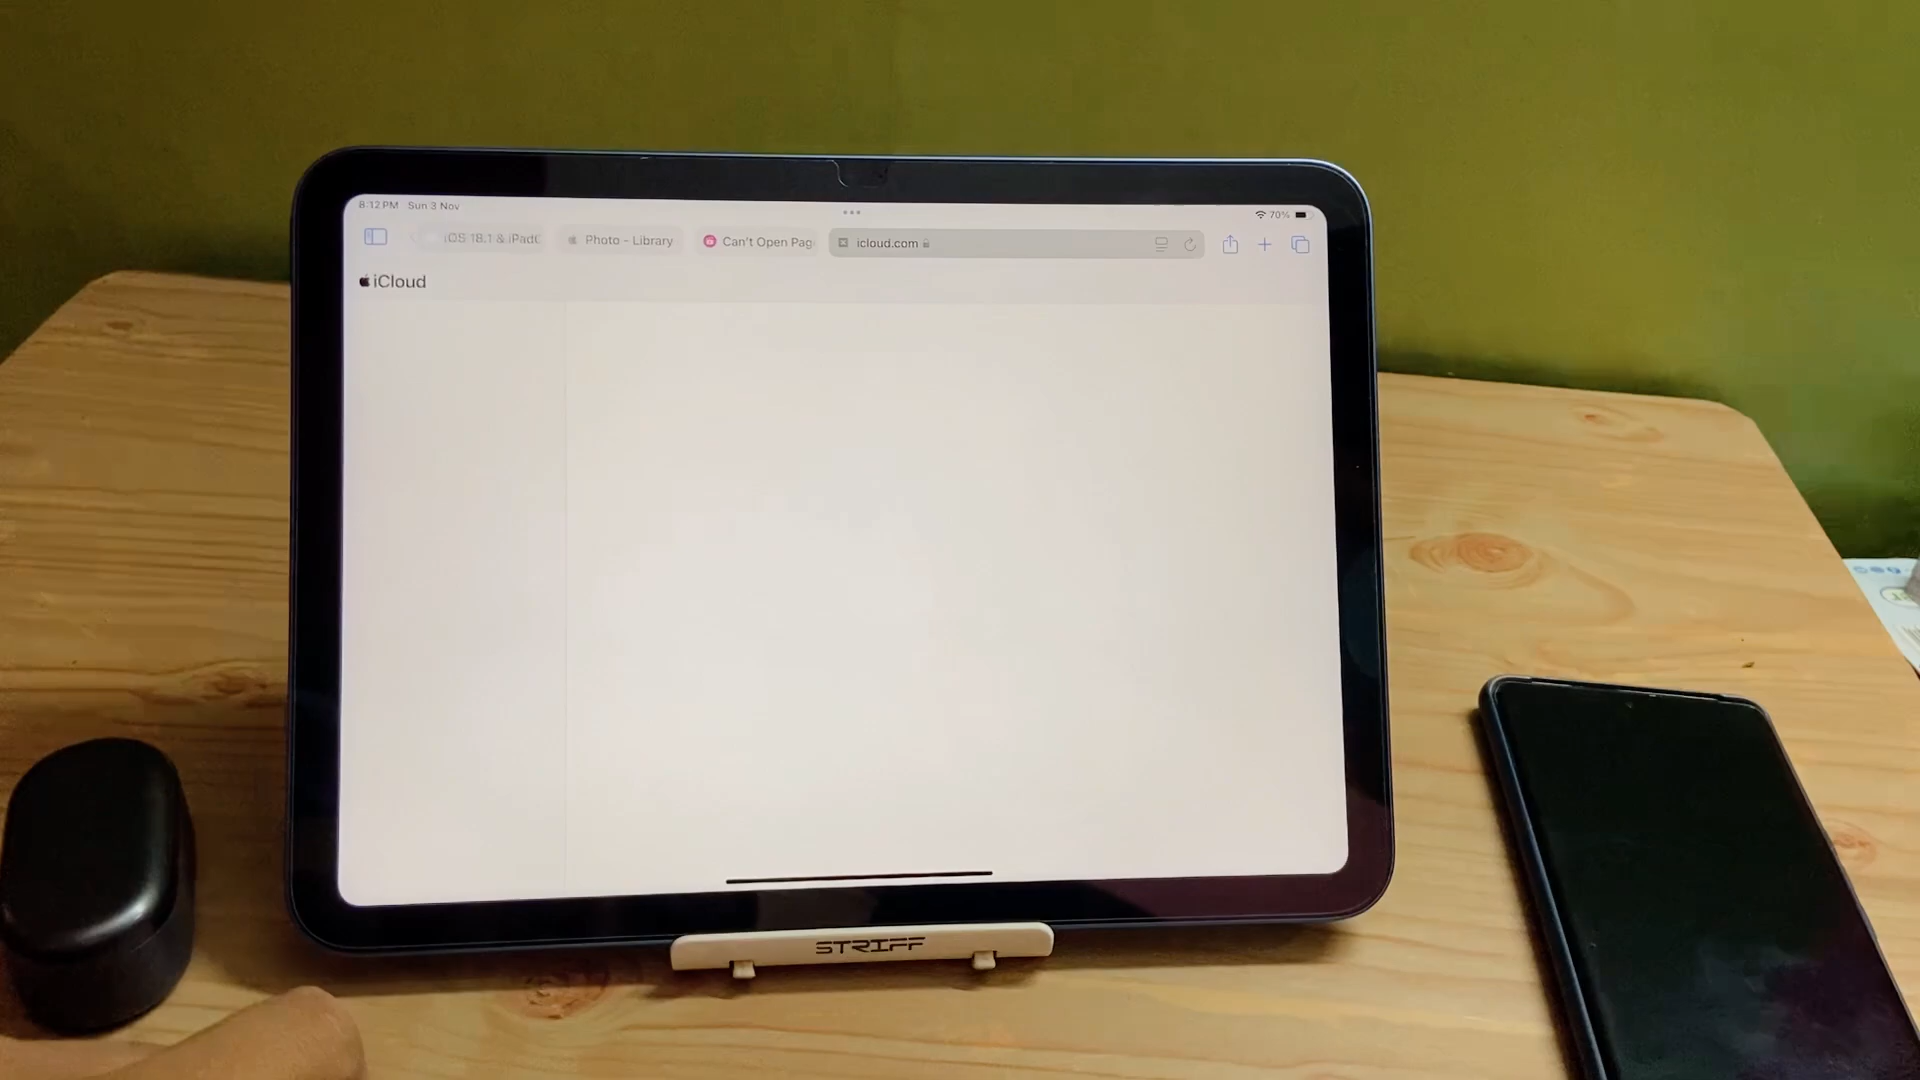 8:12 PM Sun 3 Nov
70%
iOS 18.1 & iPadO
Photo - Library
Can't Open Pag
icloud.com
iCloud
STRIFF